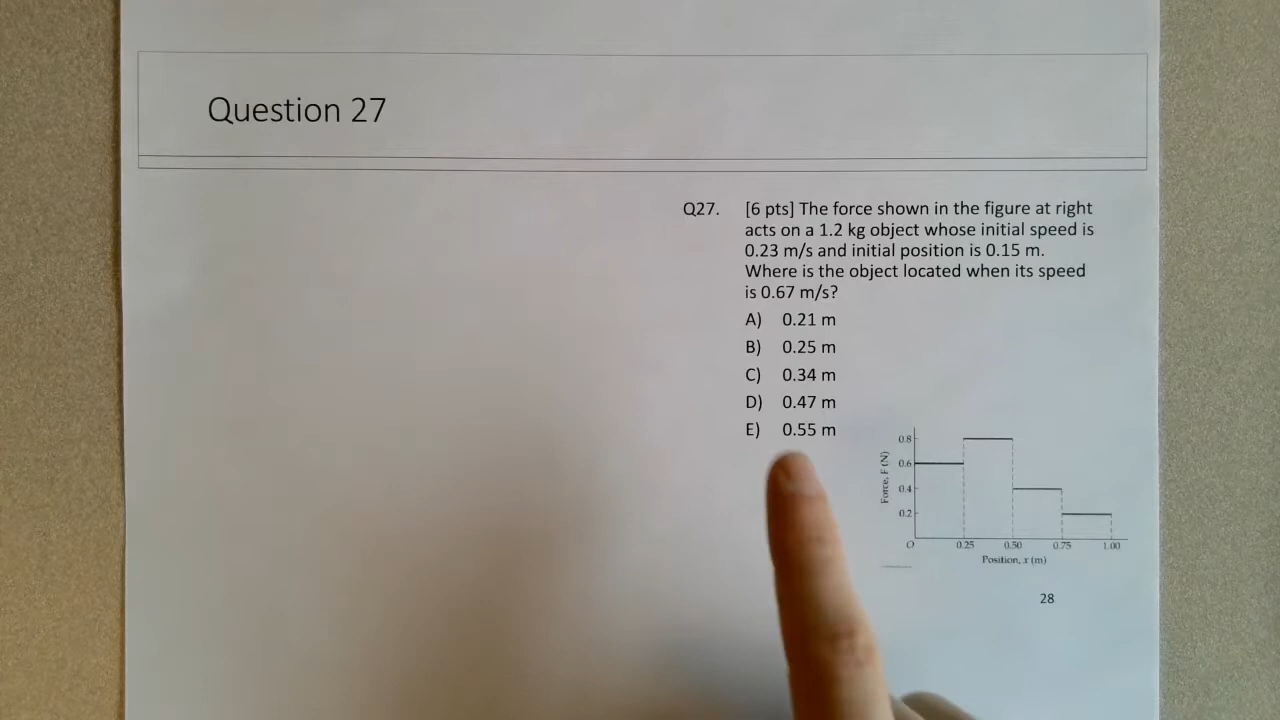 Question 27
Q27. [6 pts] The force shown in the figure at right
acts on a 1.2 kg object whose initial speed is
0.23 m/s and initial position is 0.15 m.
Where is the object located when its speed
is 0.67 m/s?
A) 0.21 m
B) 0.25 m
C) 0.34 m
D) 0.47 m
E) 0.55 m
Force, F (N)
0.8
0.6
0.4
0.2
O 0.25 0.50 0.75 1.00
Position, x (m)
28